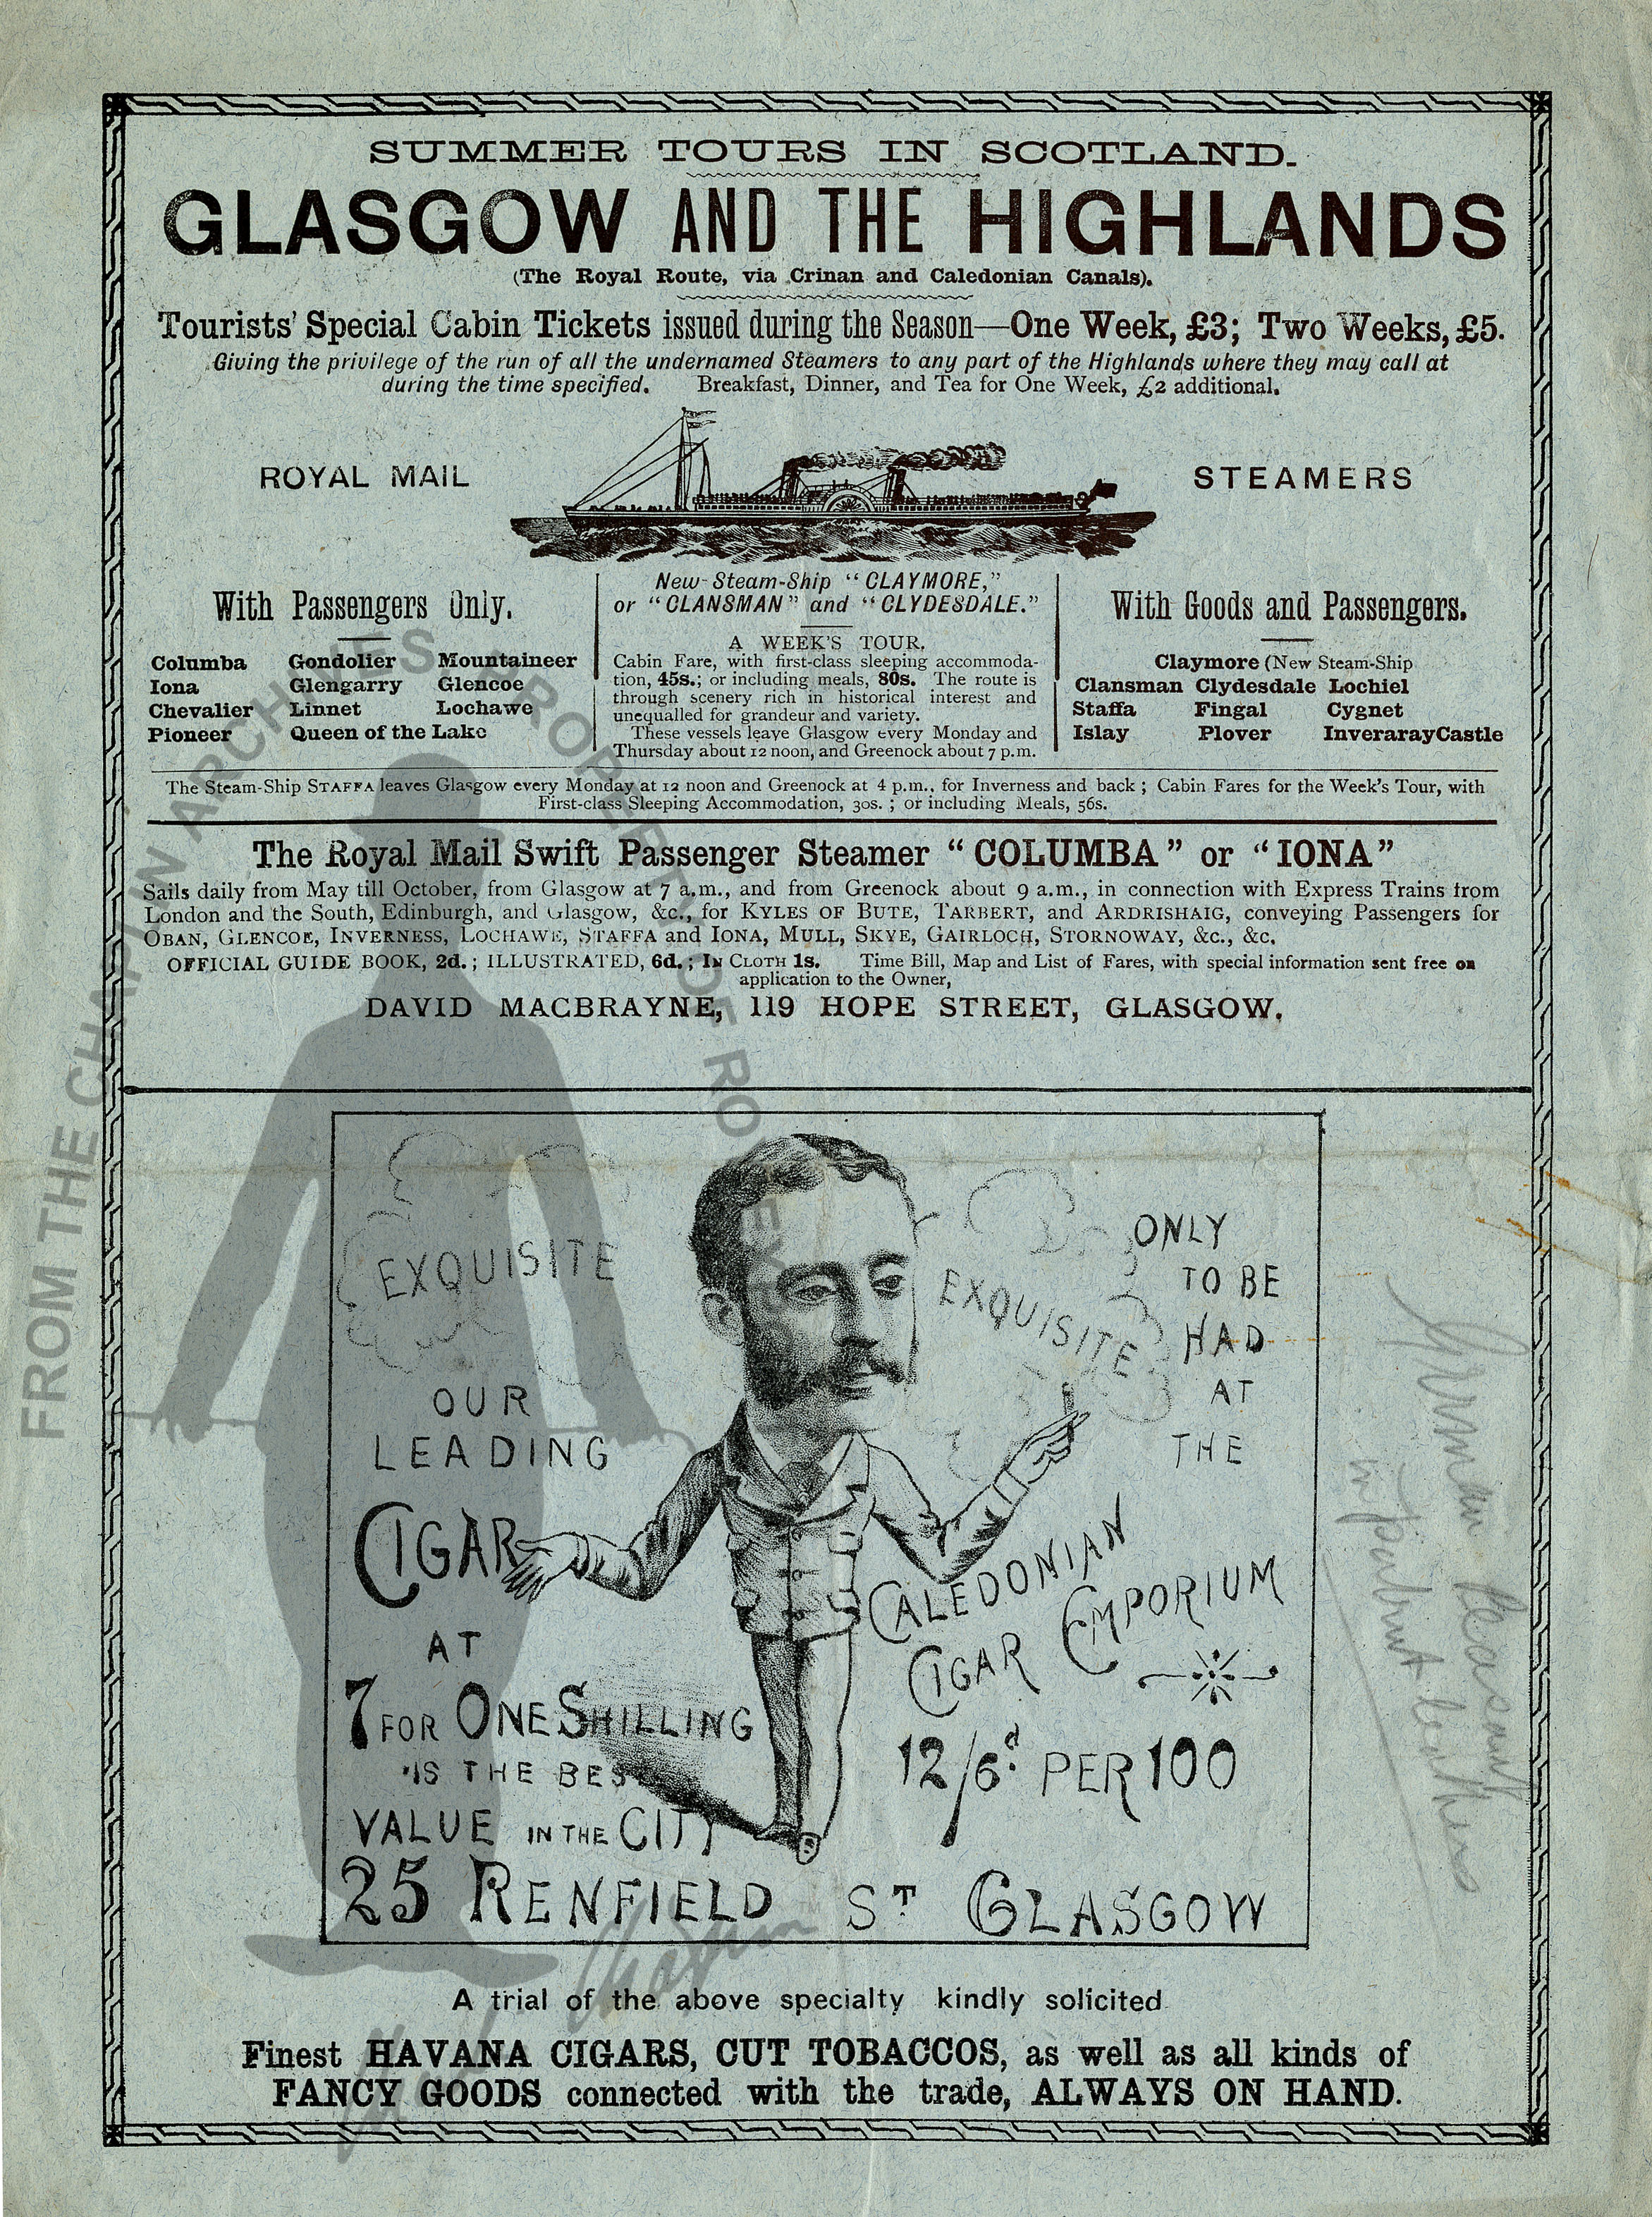 SUMMER TOURS IN SCOTLAND.
GLASGOW AND THE HIGHLANDS
(The Royal Route, via Crinan and Caledonian Canals).
Tourists' Special Cabin Tickets issued during the Season—One Week, £3; Two Weeks, £5.
Giving the privilege of the run of all the undernamed Steamers to any part of the Highlands where they may call at
during the time specified. Breakfast, Dinner, and Tea for One Week, £2 additional.
ROYAL MAIL STEAMERS
With Passengers Only.
Columba Gondolier Mountaineer
Iona Glengarry Glencoe
Chevalier Linnet Lochawe
Pioneer Queen of the Lake
New Steam-Ship "CLAYMORE,"
or "CLANSMAN" and "CLYDESDALE."
A WEEK'S TOUR.
Cabin Fare, with first-class sleeping accommoda-
tion, 45s.; or including meals, 80s. The route is
through scenery rich in historical interest and
unequalled for grandeur and variety.
These vessels leave Glasgow every Monday and
Thursday about 12 noon, and Greenock about 7 p.m.
With Goods and Passengers.
Claymore (New Steam-Ship
Clansman Clydesdale Lochiel
Staffa Fingal Cygnet
Islay Plover Inveraray Castle
The Steam-Ship STAFFA leaves Glasgow every Monday at 12 noon and Greenock at 4 p.m., for Inverness and back; Cabin Fares for the Week's Tour, with
First-class Sleeping Accommodation, 30s.; or including Meals, 56s.
The Royal Mail Swift Passenger Steamer "COLUMBA" or "IONA"
Sails daily from May till October, from Glasgow at 7 a.m., and from Greenock about 9 a.m., in connection with Express Trains from
London and the South, Edinburgh, and Glasgow, &c., for KYLES OF BUTE, TARBERT, and ARDRISHAIG, conveying Passengers for
OBAN, GLENCOE, INVERNESS, LOCHAWE, STAFFA and IONA, MULL, SKYE, GAIRLOCH, STORNOWAY, &c., &c.
OFFICIAL GUIDE BOOK, 2d.; ILLUSTRATED, 6d.; IN CLOTH 1s. Time Bill, Map and List of Fares, with special information sent free on
application to the Owner,
DAVID MACBRAYNE, 119 HOPE STREET, GLASGOW.
EXQUISITE
OUR
LEADING
CIGAR
AT
7 FOR ONE SHILLING
IS THE BEST
VALUE IN THE CITY
EXQUISITE
ONLY
TO BE
HAD
AT
THE
CALEDONIAN
CIGAR EMPORIUM
12/6d PER 100
25 RENFIELD ST GLASGOW
A trial of the above specialty kindly solicited
Finest HAVANA CIGARS, CUT TOBACCOS, as well as all kinds of
FANCY GOODS connected with the trade, ALWAYS ON HAND.
in patent leathers
FROM THE CHAPLIN ARCHIVES PROPERTY OF ROY EXPORT